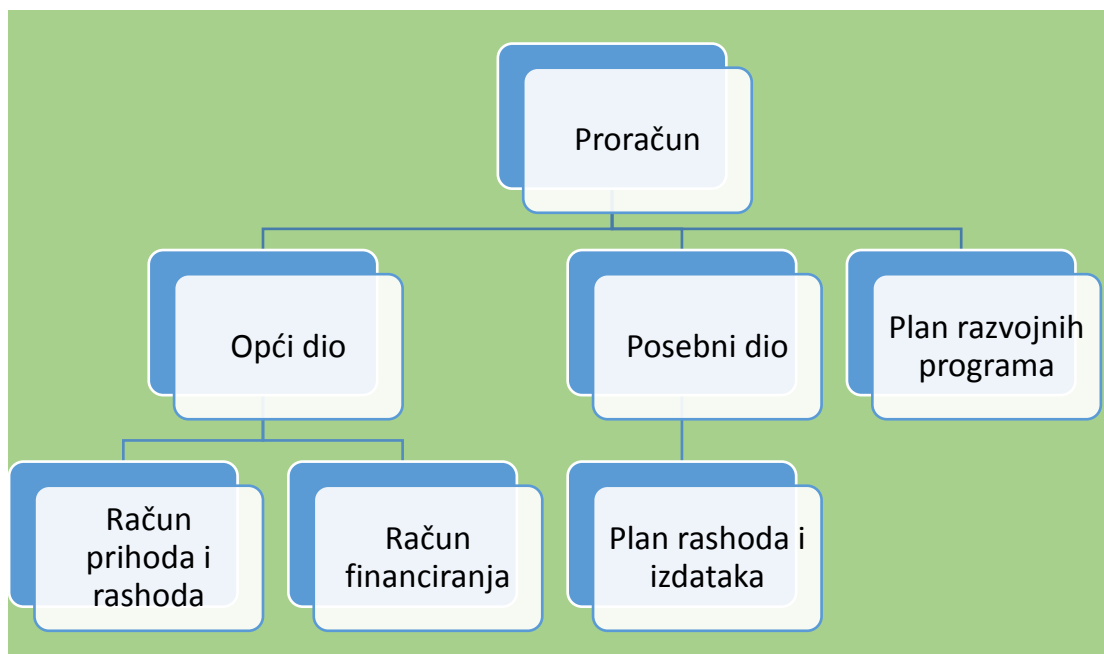 Proračun
Opći dio
Posebni dio
Plan razvojnih
programa
Račun
prihoda i
rashoda
Račun
financiranja
Plan rashoda i
izdataka